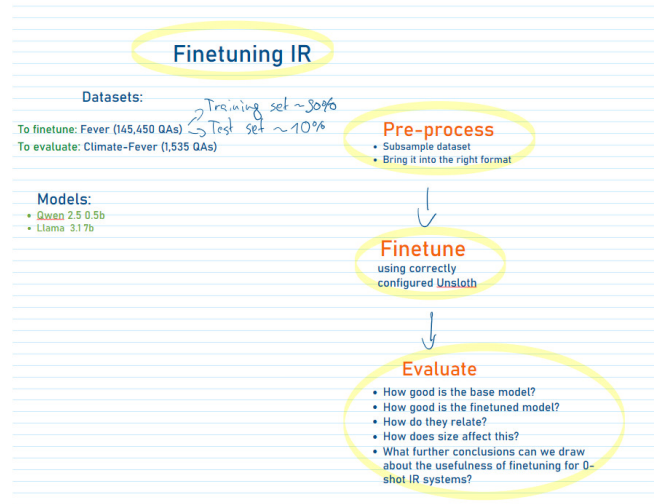 Finetuning IR
Datasets:
Training set ~90%
To finetune: Fever (145,450 QAs)
Test set ~10%
To evaluate: Climate-Fever (1,535 QAs)
Models:
• Qwen 2.5 0.5b
• Llama 3.1 7b
Pre-process
• Subsample dataset
• Bring it into the right format
Finetune
using correctly
configured Unsloth
Evaluate
• How good is the base model?
• How good is the finetuned model?
• How do they relate?
• How does size affect this?
• What further conclusions can we draw
about the usefulness of finetuning for 0-
shot IR systems?